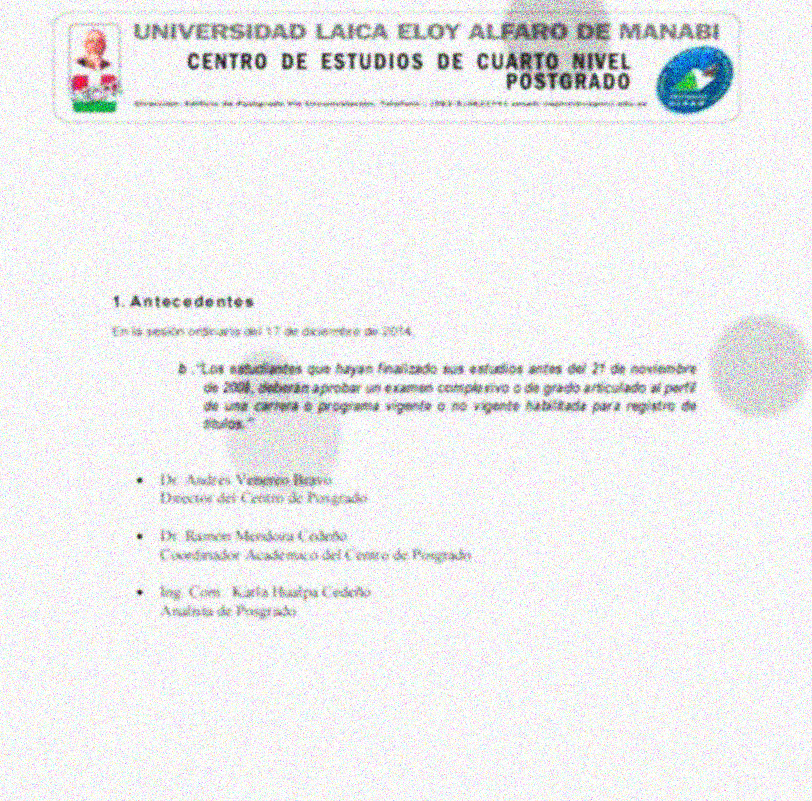 UNIVERSIDAD LAICA ELOY ALFARO DE MANABI
CENTRO DE ESTUDIOS DE CUARTO NIVEL
POSTGRADO
1. Antecedentes
En la sesión ordinaria del 17 de diciembre de 2014,
b. "Los estudiantes que hayan finalizado sus estudios antes del 21 de noviembre
de 2008, deberán aprobar un examen complexivo o de grado articulado al perfil
de una carrera o programa vigente o no vigente habilitada para registro de
títulos."
• Dr. Andres Venereo Bravo
Director del Centro de Posgrado
• Dr. Ramon Mendoza Cedeño
Coordinador Academico del Centro de Posgrado
• Ing. Com. Karla Hualpa Cedeño
Analista de Posgrado